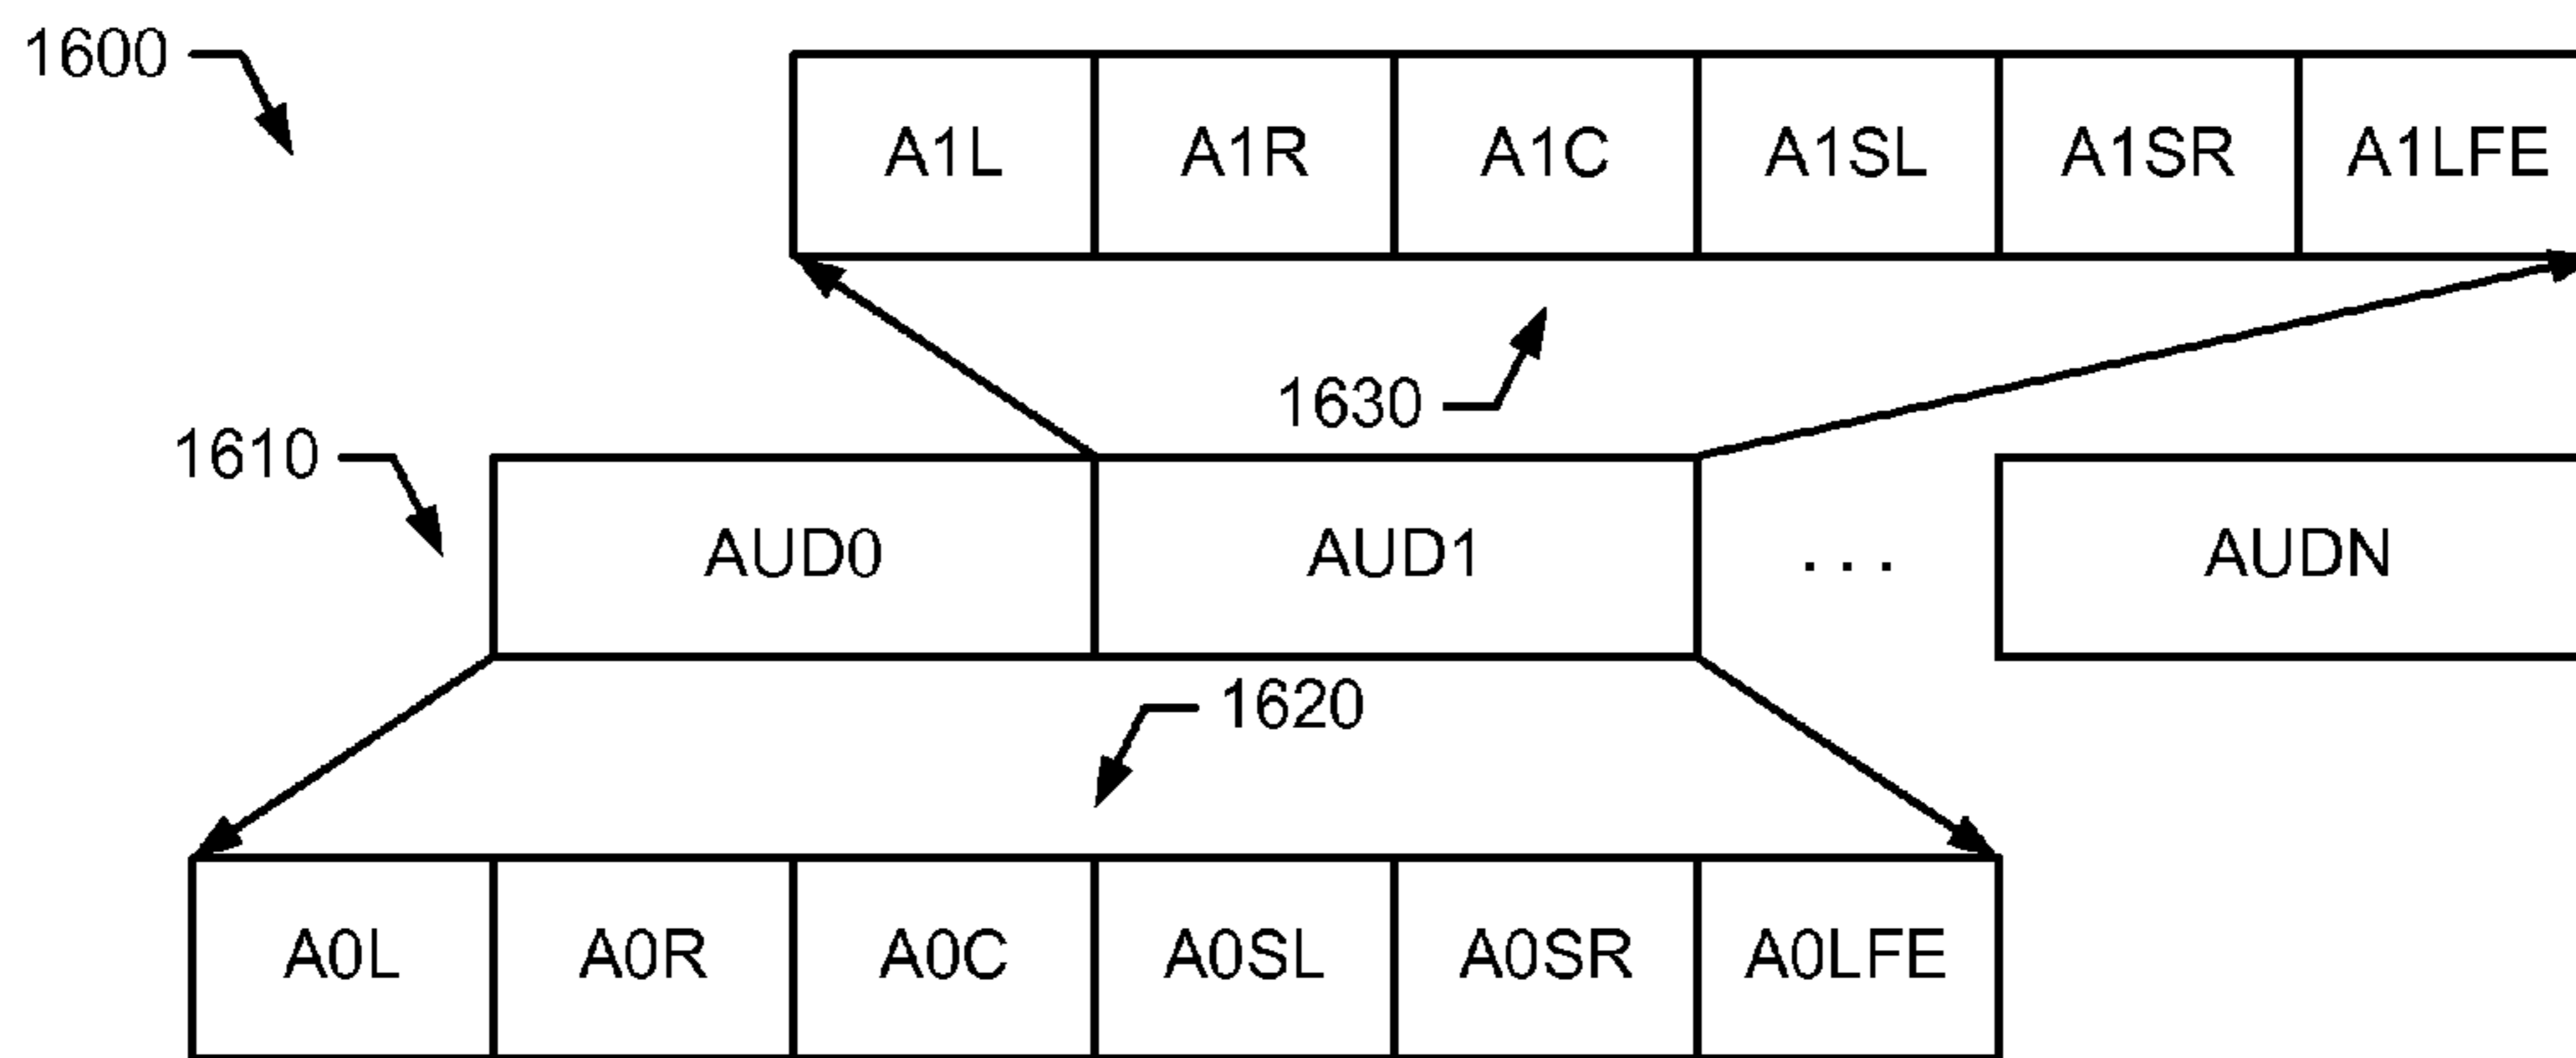 1600
A1L A1R A1C A1SL A1SR A1LFE
1630
1610
AUD0 AUD1 ... AUDN
1620
A0L A0R A0C A0SL A0SR A0LFE